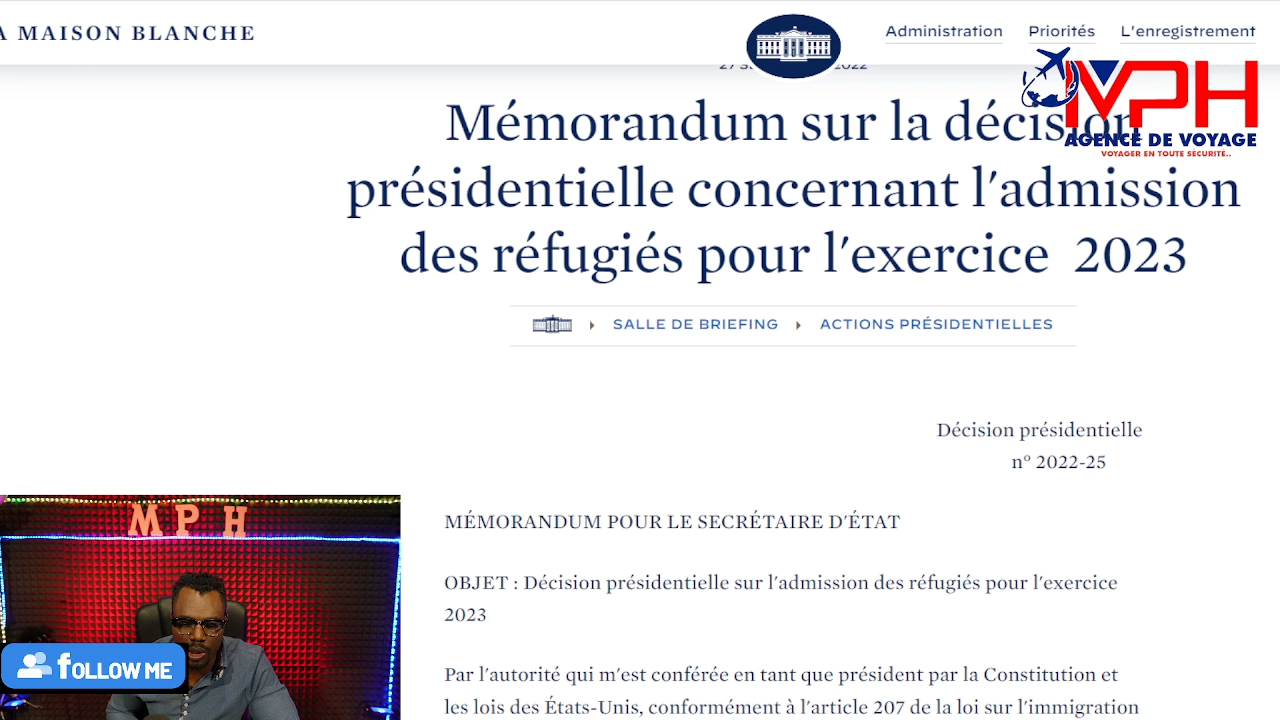 A MAISON BLANCHE
Administration
Priorités
L'enregistrement
2022
MPH
AGENCE DE VOYAGE
VOYAGER EN TOUTE SECURITE..
Mémorandum sur la décision
présidentielle concernant l'admission
des réfugiés pour l'exercice 2023
SALLE DE BRIEFING
ACTIONS PRÉSIDENTIELLES
Décision présidentielle
n° 2022-25
MÉMORANDUM POUR LE SECRÉTAIRE D'ÉTAT
OBJET : Décision présidentielle sur l'admission des réfugiés pour l'exercice
2023
Par l'autorité qui m'est conférée en tant que président par la Constitution et
les lois des États-Unis, conformément à l'article 207 de la loi sur l'immigration
MPH
fOLLOW ME